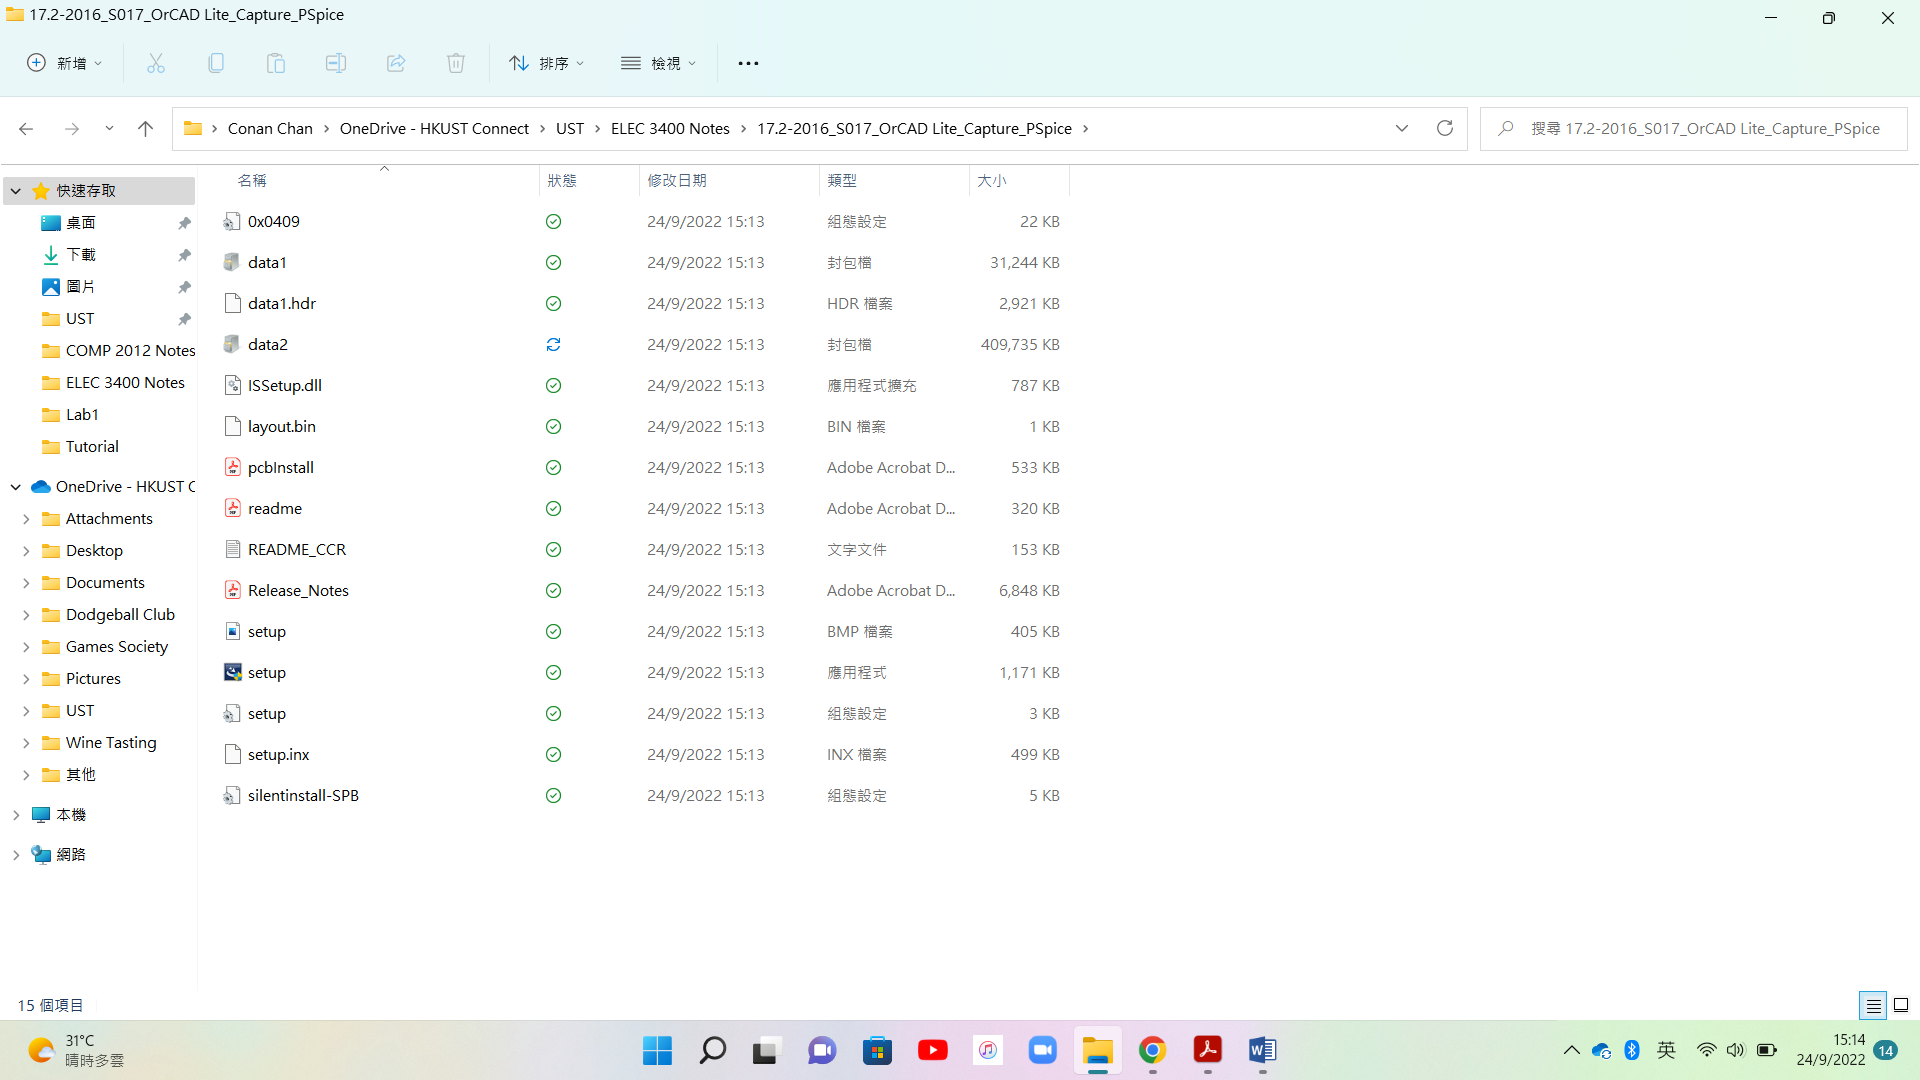 17.2-2016_S017_OrCAD Lite_Capture_PSpice
新增 排序 檢視
Conan Chan OneDrive - HKUST Connect UST ELEC 3400 Notes 17.2-2016_S017_OrCAD Lite_Capture_PSpice 搜尋 17.2-2016_S017_OrCAD Lite_Capture_PSpice
快速存取
桌面
下載
圖片
UST
COMP 2012 Notes
ELEC 3400 Notes
Lab1
Tutorial
OneDrive - HKUST C
Attachments
Desktop
Documents
Dodgeball Club
Games Society
Pictures
UST
Wine Tasting
其他
本機
網路
名稱 狀態 修改日期 類型 大小
0x0409 24/9/2022 15:13 組態設定 22 KB
data1 24/9/2022 15:13 封包檔 31,244 KB
data1.hdr 24/9/2022 15:13 HDR 檔案 2,921 KB
data2 24/9/2022 15:13 封包檔 409,735 KB
ISSetup.dll 24/9/2022 15:13 應用程式擴充 787 KB
layout.bin 24/9/2022 15:13 BIN 檔案 1 KB
pcbInstall 24/9/2022 15:13 Adobe Acrobat D... 533 KB
readme 24/9/2022 15:13 Adobe Acrobat D... 320 KB
README_CCR 24/9/2022 15:13 文字文件 153 KB
Release_Notes 24/9/2022 15:13 Adobe Acrobat D... 6,848 KB
setup 24/9/2022 15:13 BMP 檔案 405 KB
setup 24/9/2022 15:13 應用程式 1,171 KB
setup 24/9/2022 15:13 組態設定 3 KB
setup.inx 24/9/2022 15:13 INX 檔案 499 KB
silentinstall-SPB 24/9/2022 15:13 組態設定 5 KB
15 個項目
31°C
晴時多雲
英
15:14
24/9/2022
14